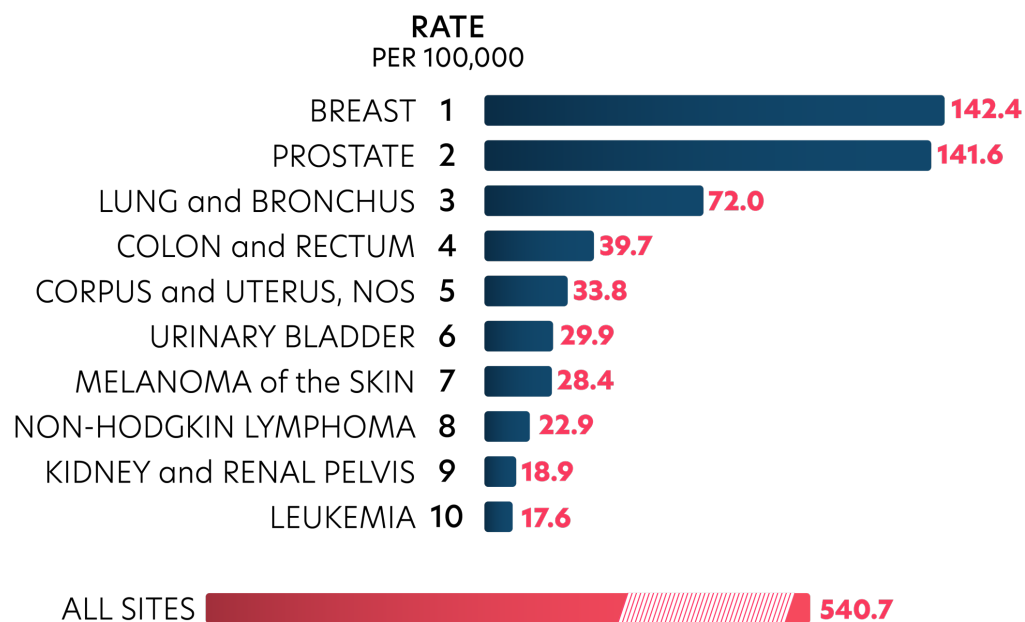 RATE
PER 100,000
BREAST 1 142.4
PROSTATE 2 141.6
LUNG and BRONCHUS 3 72.0
COLON and RECTUM 4 39.7
CORPUS and UTERUS, NOS 5 33.8
URINARY BLADDER 6 29.9
MELANOMA of the SKIN 7 28.4
NON-HODGKIN LYMPHOMA 8 22.9
KIDNEY and RENAL PELVIS 9 18.9
LEUKEMIA 10 17.6
ALL SITES 540.7